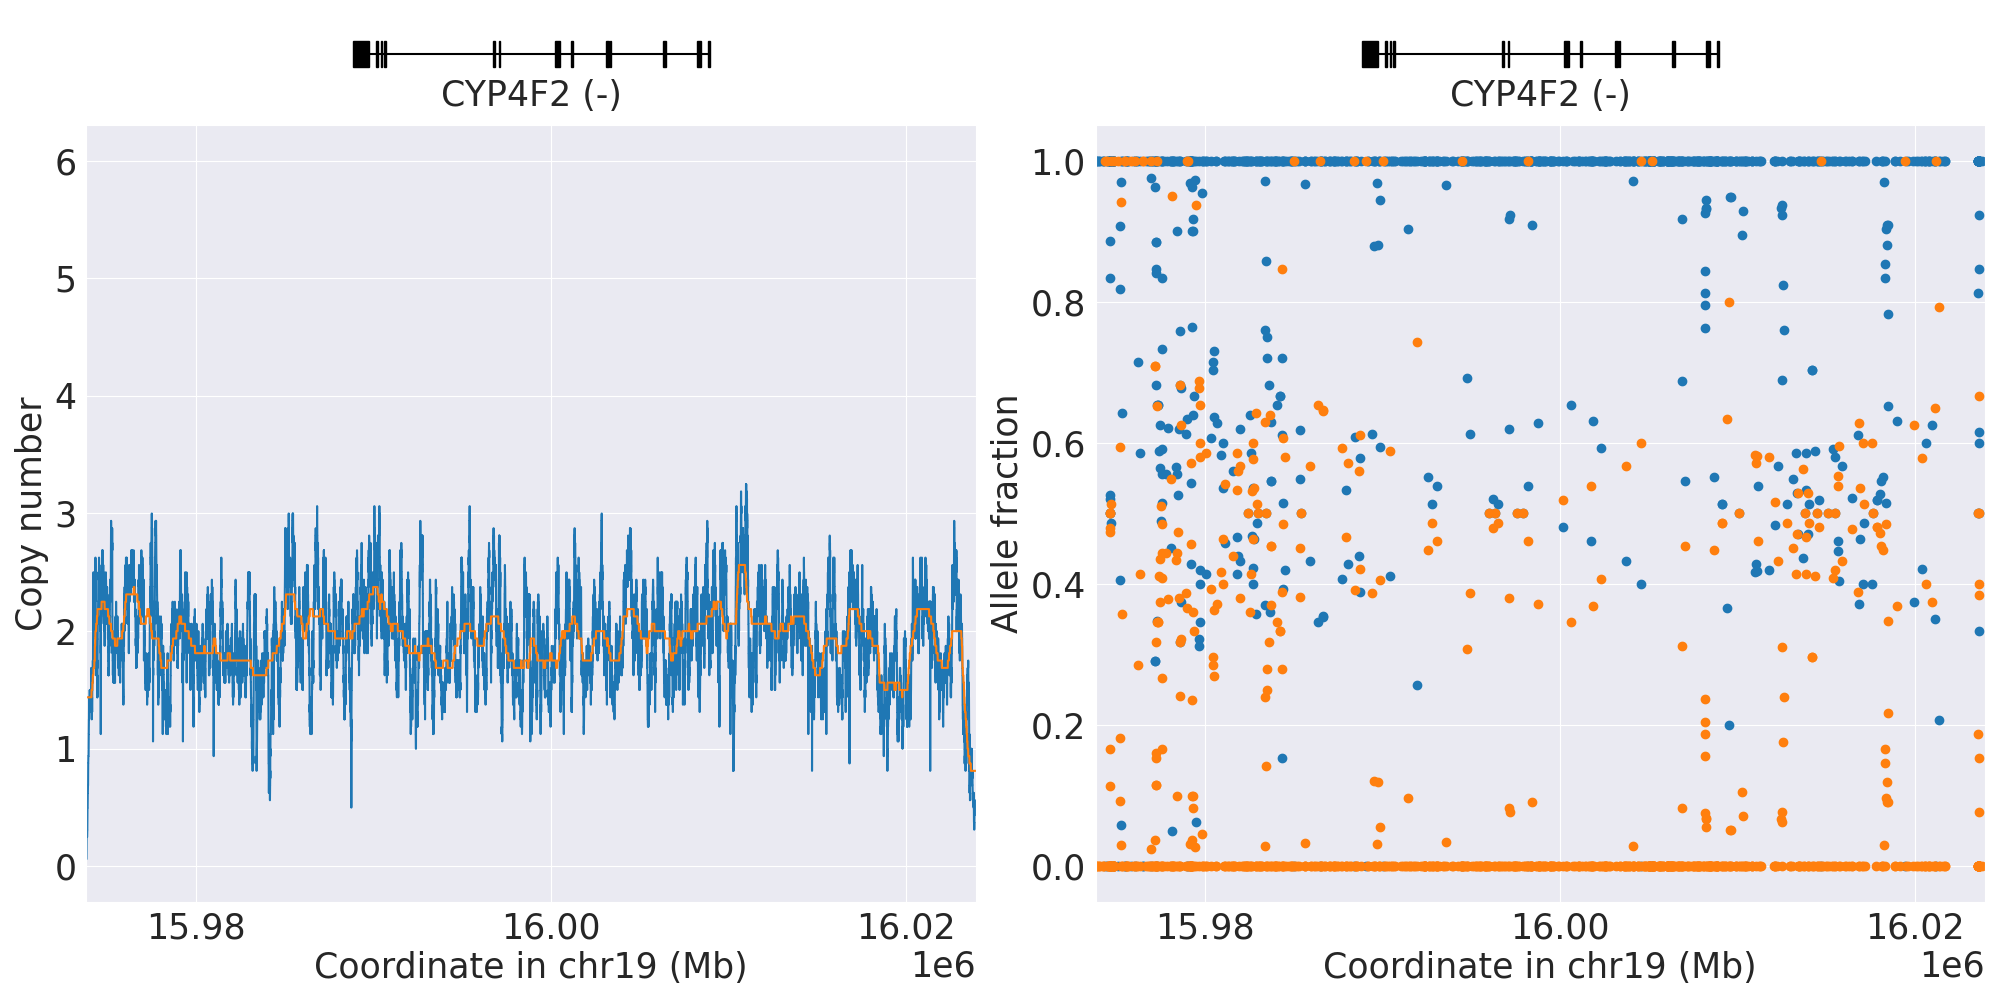 CYP4F2 (-)
6
5
4
3
2
1
0
Copy number
15.98
16.00
16.02
Coordinate in chr19 (Mb)
1e6
CYP4F2 (-)
1.0
0.8
0.6
0.4
0.2
0.0
Allele fraction
15.98
16.00
16.02
Coordinate in chr19 (Mb)
1e6